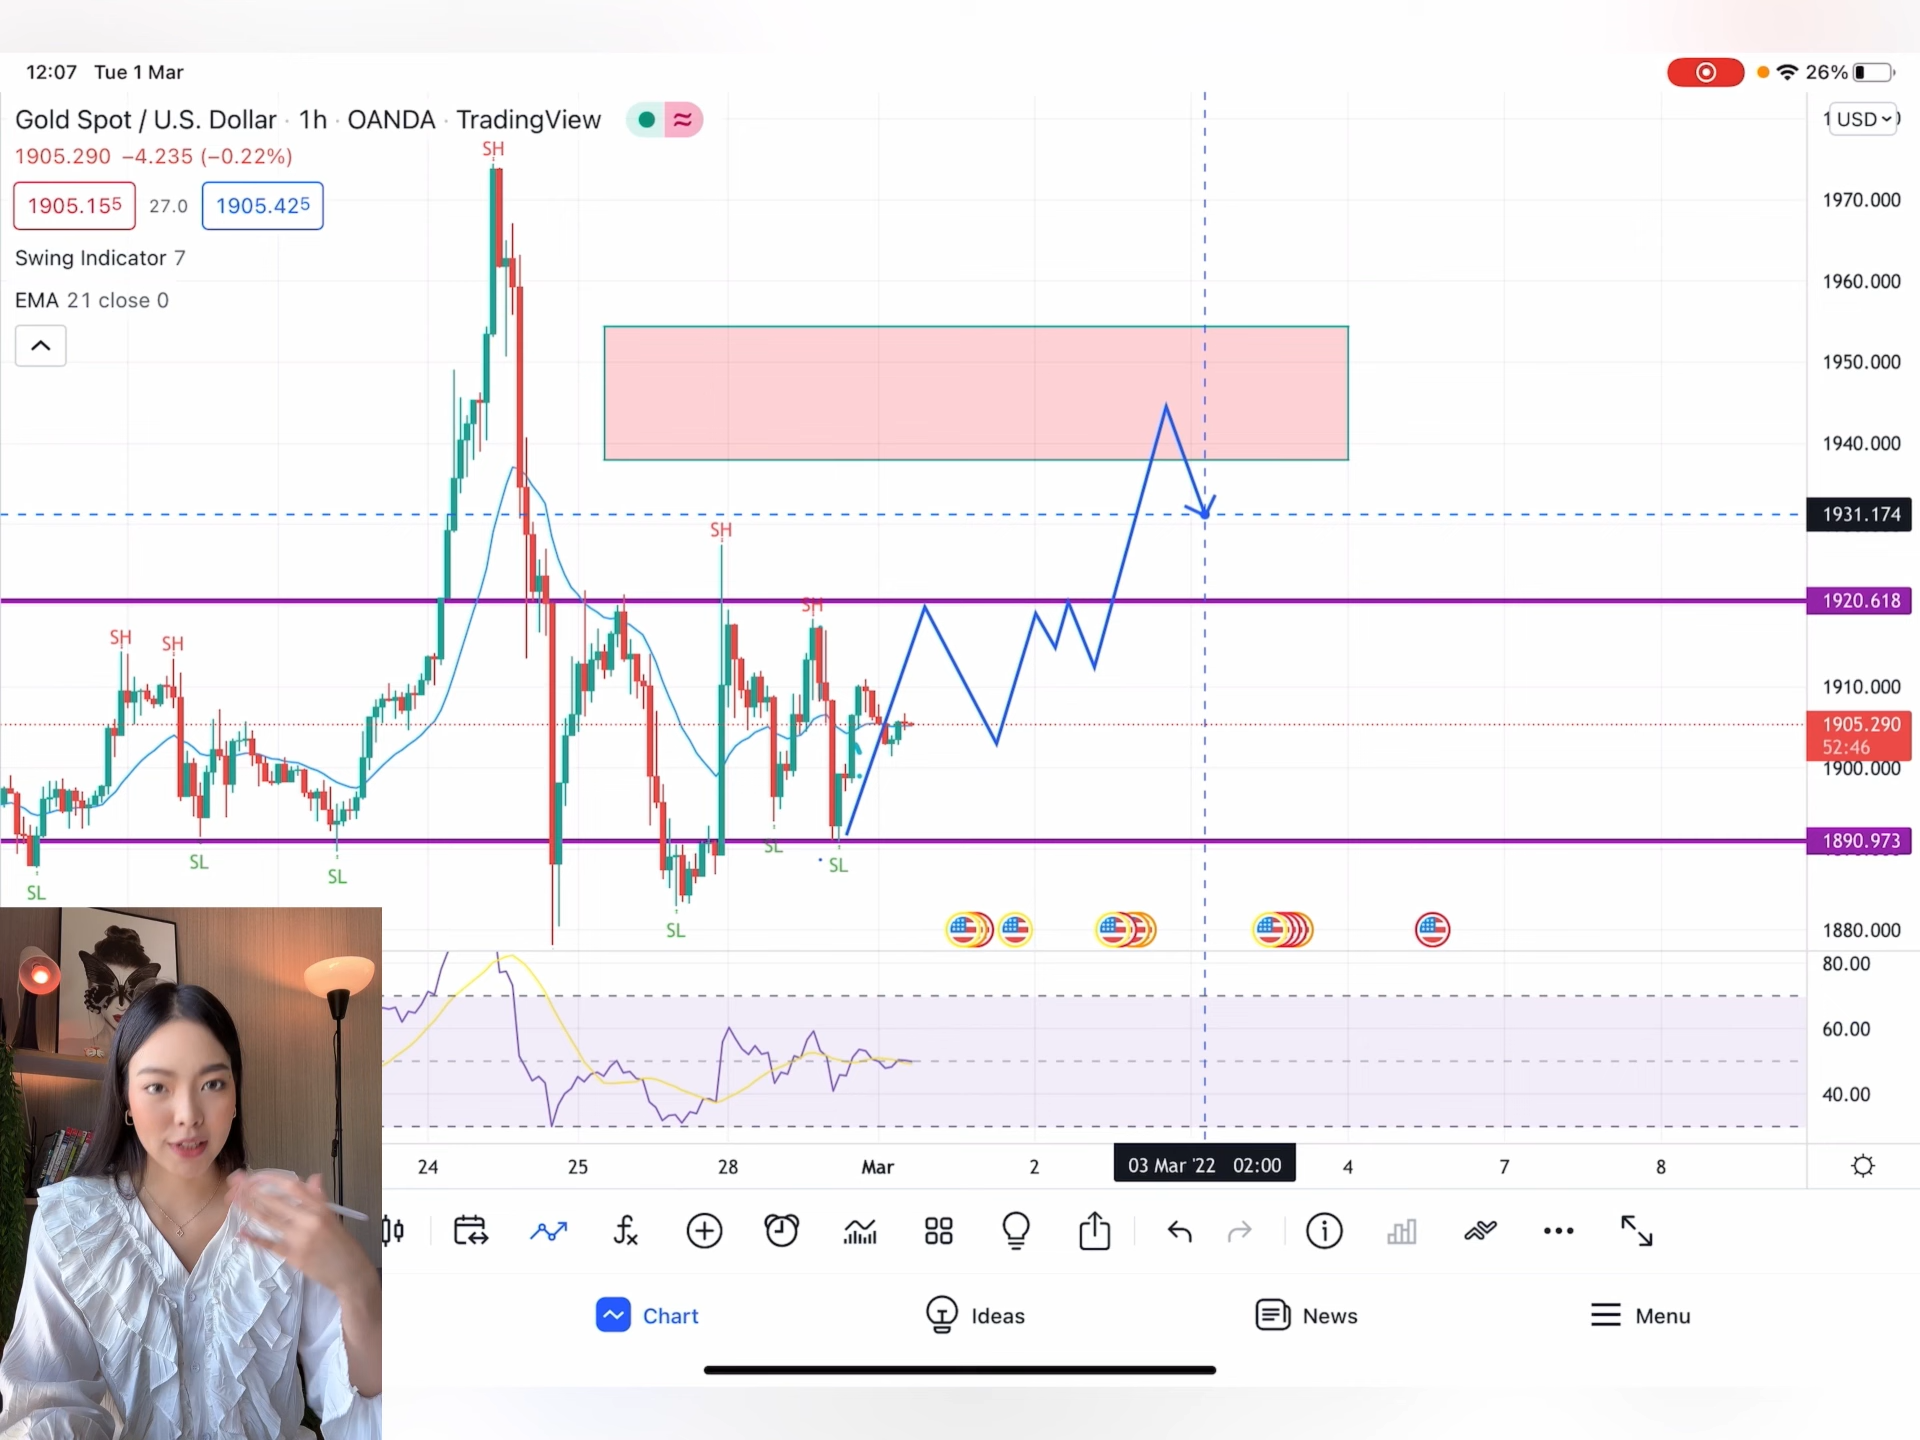 12:07 Tue 1 Mar
26%
Gold Spot / U.S. Dollar · 1h · OANDA · TradingView
USD
1905.290 −4.235 (−0.22%)
1905.155 27.0 1905.425
Swing Indicator 7
EMA 21 close 0
SH
SH
SH
SH
SH
SL
SL
SL
SL
SL
SL
1970.000
1960.000
1950.000
1940.000
1931.174
1920.618
1910.000
1905.290
52:46
1900.000
1890.973
1880.000
80.00
60.00
40.00
24 25 28 Mar 2 03 Mar '22 02:00 4 7 8
Chart Ideas News Menu